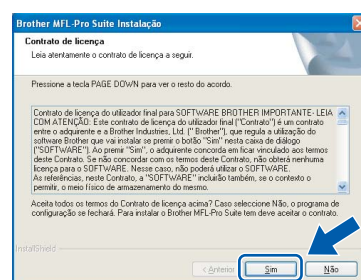 Brother MFL-Pro Suite Instalação
Contrato de licença
Leia atentamente o contrato de licença a seguir.
Pressione a tecla PAGE DOWN para ver o resto do acordo.
Contrato de licença do utilizador final para SOFTWARE BROTHER IMPORTANTE- LEIA
COM ATENÇÃO: Este contrato de licença do utilizador final ("Contrato") é um contrato
entre o adquirente e a Brother Industries, Ltd. (" Brother"), que regula a utilização do
software Brother que vai instalar se premir o botão "Sim" nesta caixa de diálogo
("SOFTWARE"). Ao premir "Sim", o adquirente concorda em ficar vinculado aos termos
deste Contrato. Se não concordar com os termos deste Contrato, não obterá nenhuma
licença para o SOFTWARE. Nesse caso, não poderá utilizar o SOFTWARE.
As referências, neste Contrato, a "SOFTWARE" incluirão também, se o contexto o
permitir, o meio físico de armazenamento do mesmo.
Aceita todos os termos do Contrato de licença acima? Caso seleccione Não, o programa de
configuração se fechará. Para instalar o Brother MFL-Pro Suite tem deve aceitar o contrato.
InstallShield
< Anterior
Sim
Não